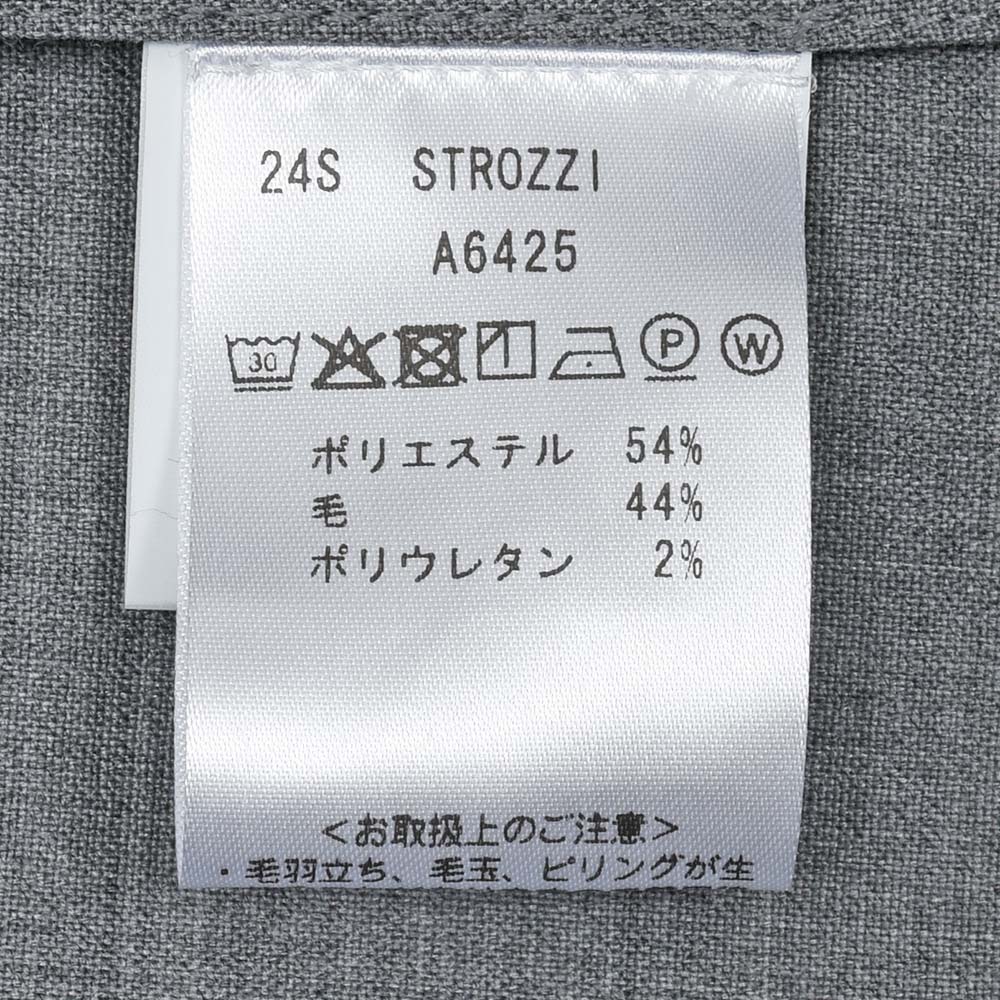 24S STROZZI
A6425
30 P W
ポリエステル 54%
毛 44%
ポリウレタン 2%
＜お取扱上のご注意＞
・毛羽立ち、毛玉、ピリングが生